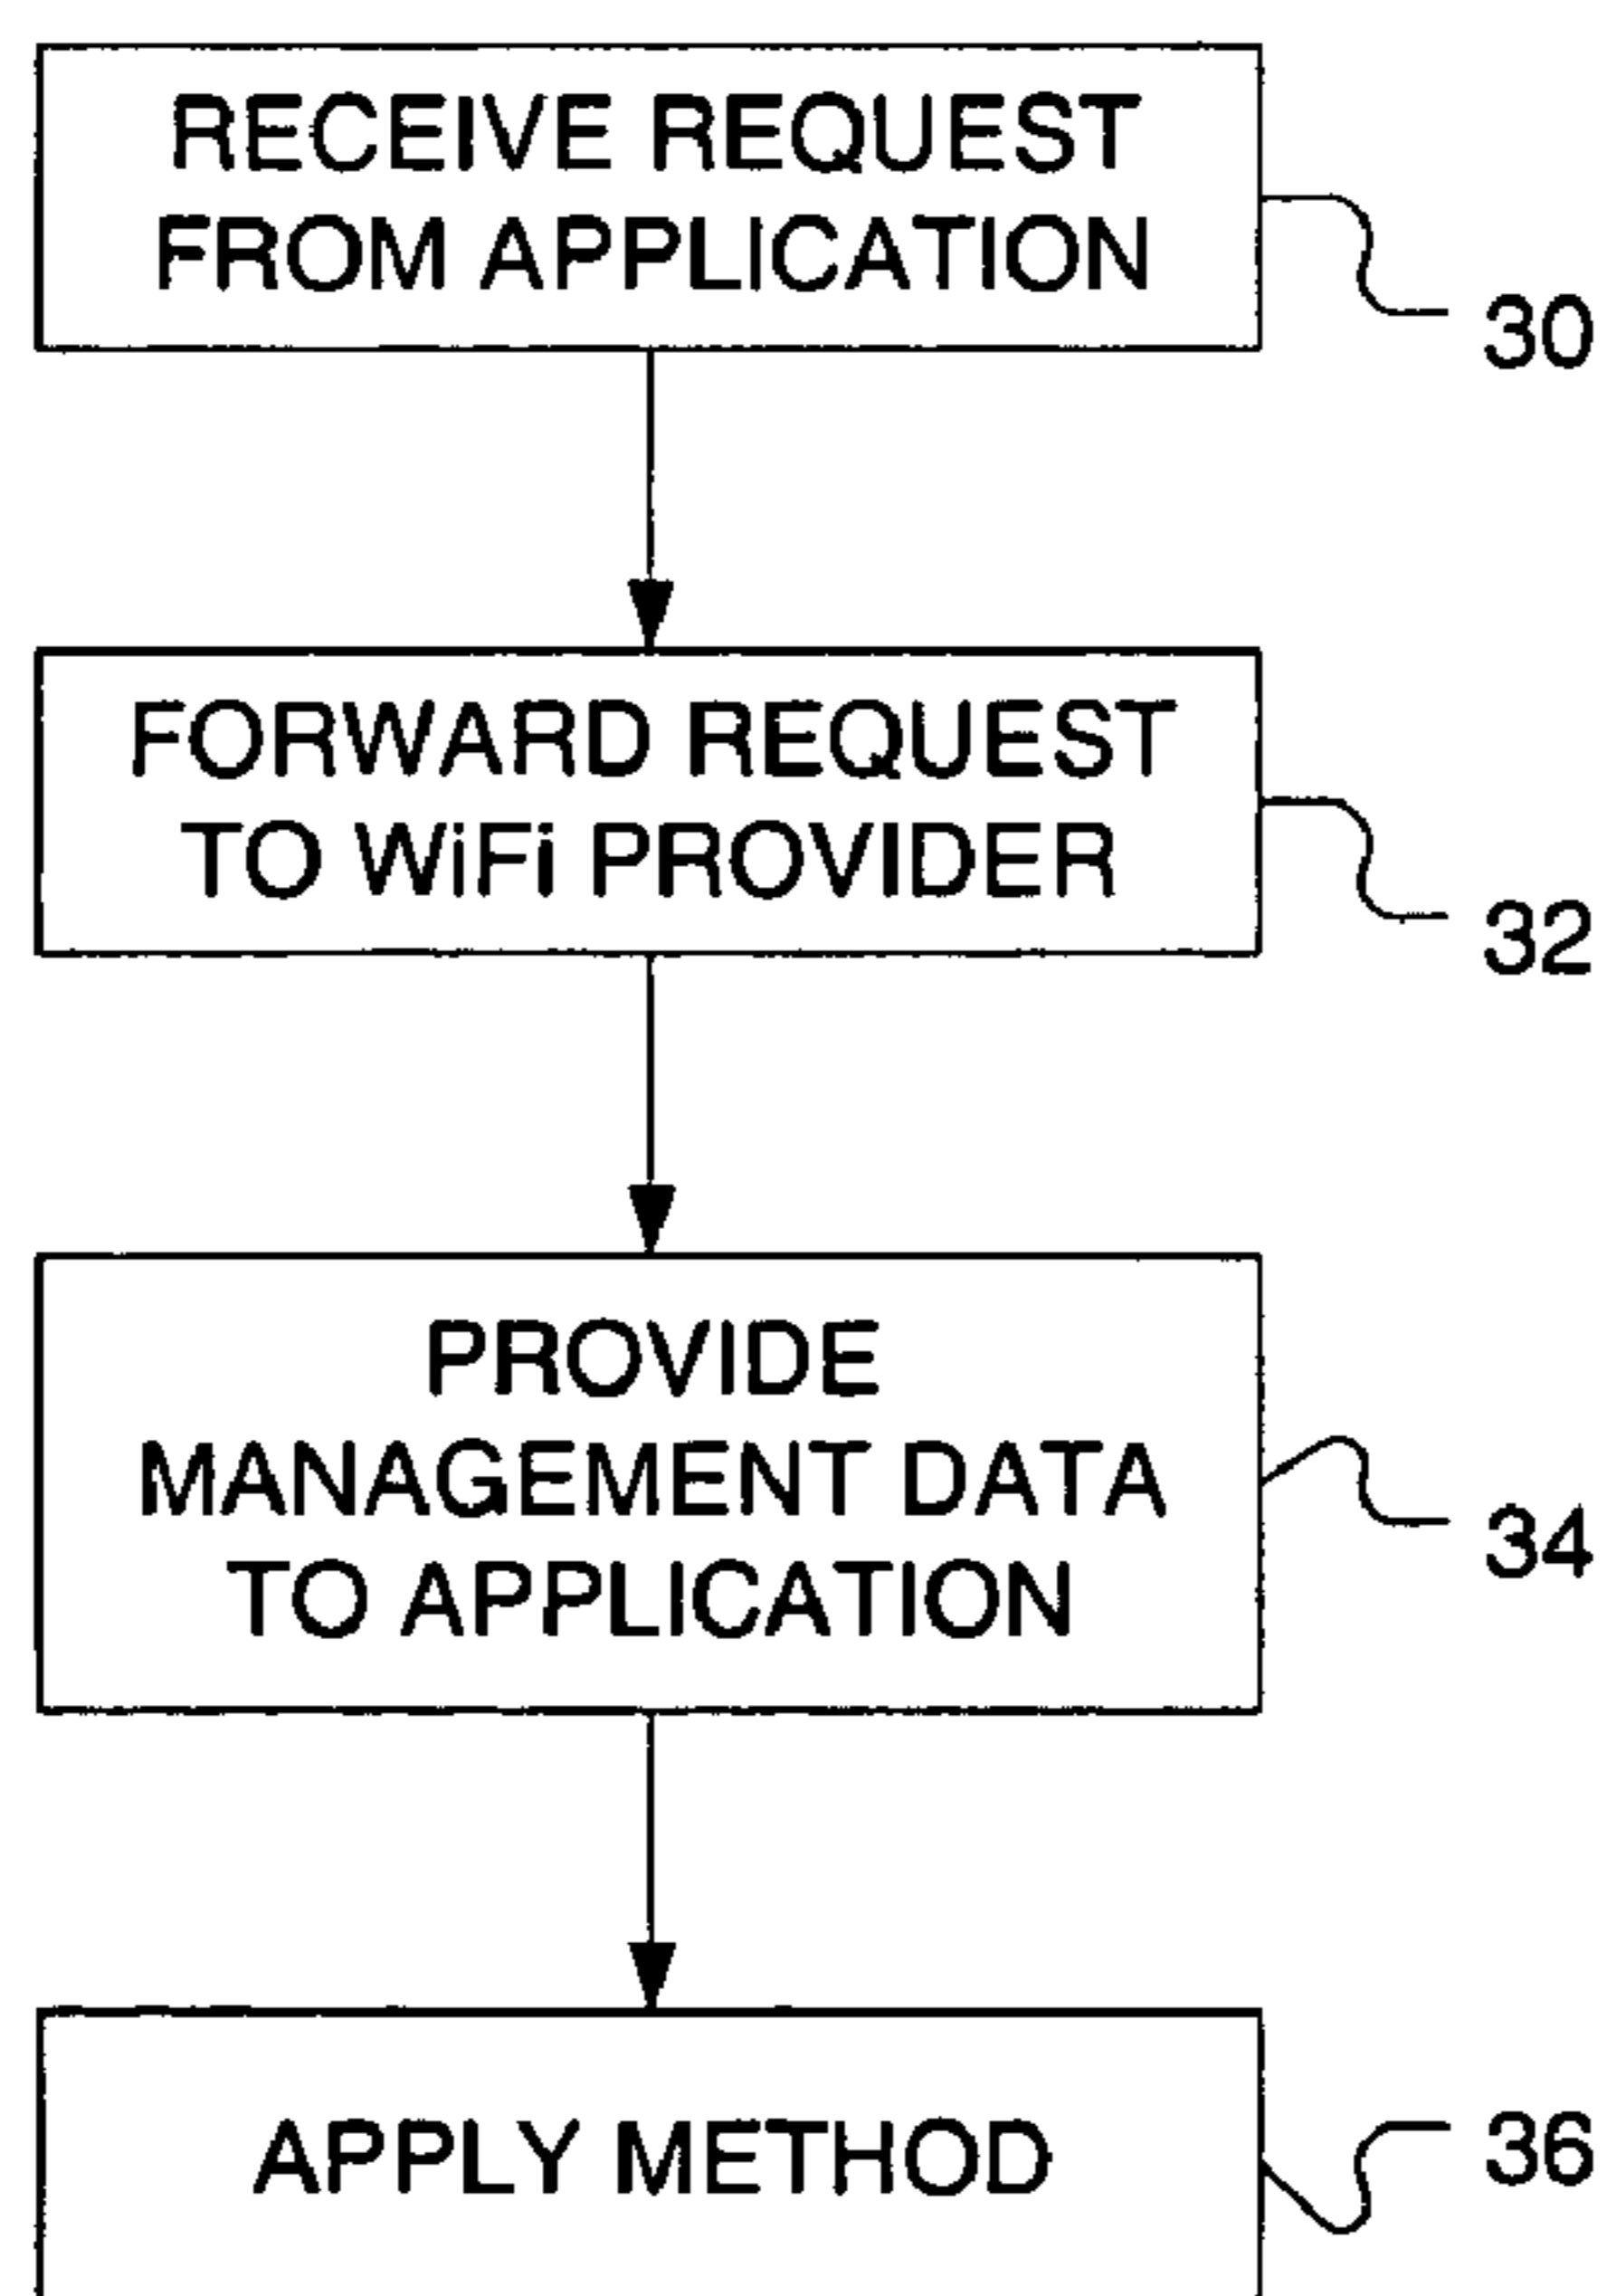 RECEIVE REQUEST
FROM APPLICATION
30
FORWARD REQUEST
TO WiFi PROVIDER
32
PROVIDE
MANAGEMENT DATA
TO APPLICATION
34
APPLY METHOD
36